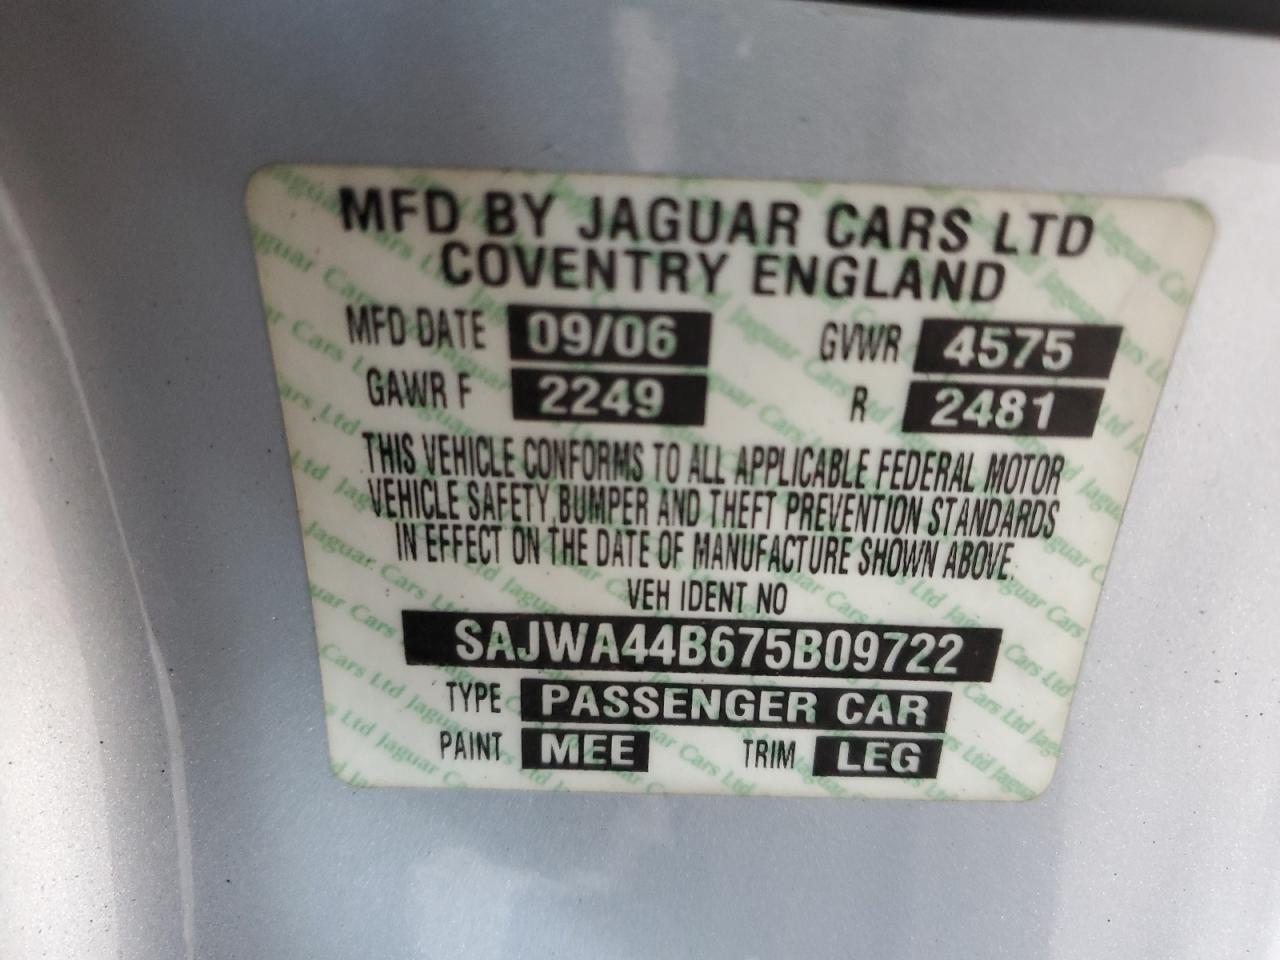 MFD BY JAGUAR CARS LTD
COVENTRY ENGLAND
MFD DATE 09/06 GVWR 4575
GAWR F 2249 R 2481
THIS VEHICLE CONFORMS TO ALL APPLICABLE FEDERAL MOTOR
VEHICLE SAFETY, BUMPER AND THEFT PREVENTION STANDARDS
IN EFFECT ON THE DATE OF MANUFACTURE SHOWN ABOVE.
VEH IDENT NO
SAJWA44B675B09722
TYPE PASSENGER CAR
PAINT MEE TRIM LEG